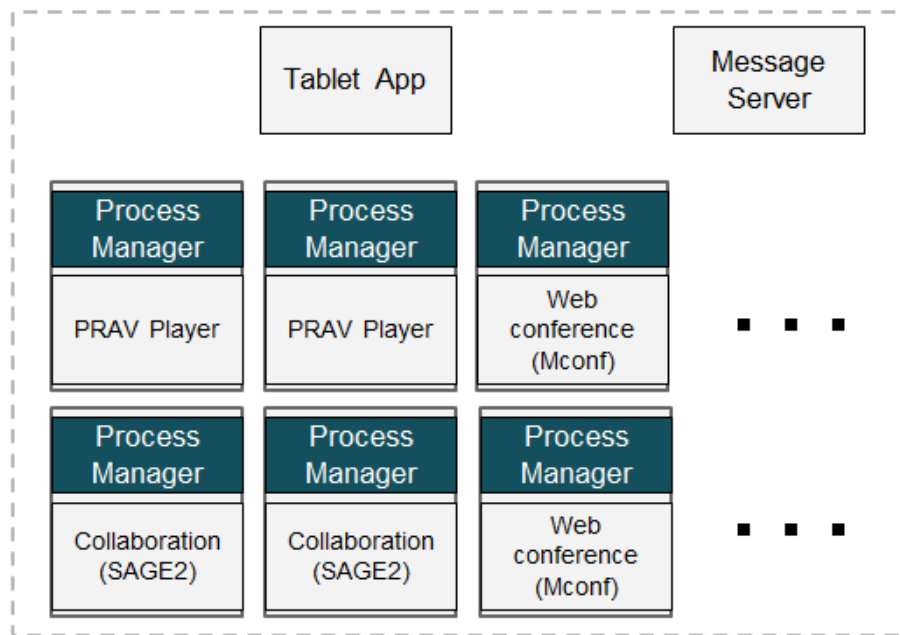 Tablet App
Message
Server
Process
Manager
PRAV Player
Process
Manager
PRAV Player
Process
Manager
Web
conference
(Mconf)
Process
Manager
Collaboration
(SAGE2)
Process
Manager
Collaboration
(SAGE2)
Process
Manager
Web
conference
(Mconf)